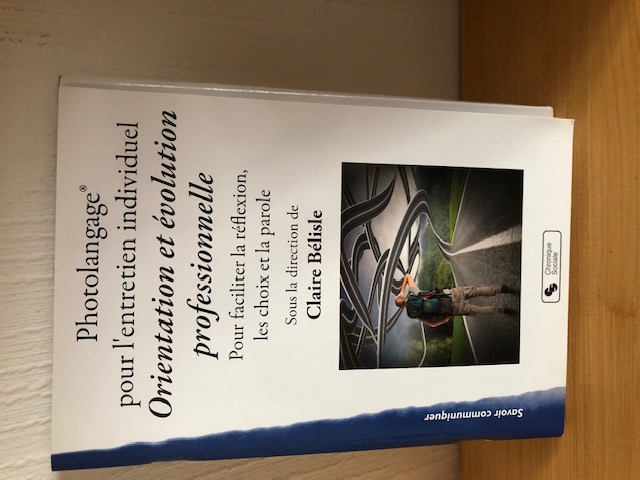 Photolangage®
pour l'entretien individuel
Orientation et évolution
professionnelle
Pour faciliter la réflexion,
les choix et la parole
Sous la direction de
Claire Bélisle
Savoir communiquer
Chronique
Sociale